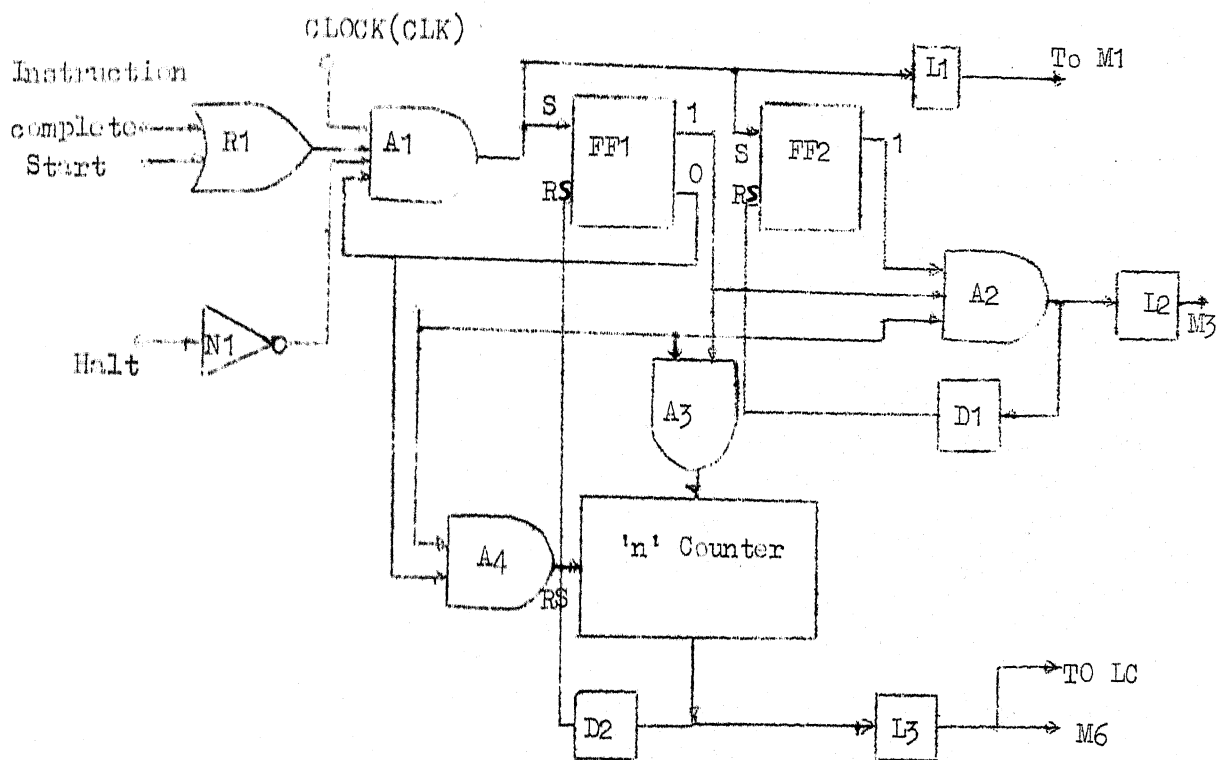 CLOCK(CLK)
Instruction
complete
Start
R1
A1
S
FF1
1
0
RS
S
FF2
1
RS
L1
To M1
A2
L2
M3
Halt
N1
A3
D1
A4
RS
'n' Counter
D2
L3
TO LC
M6